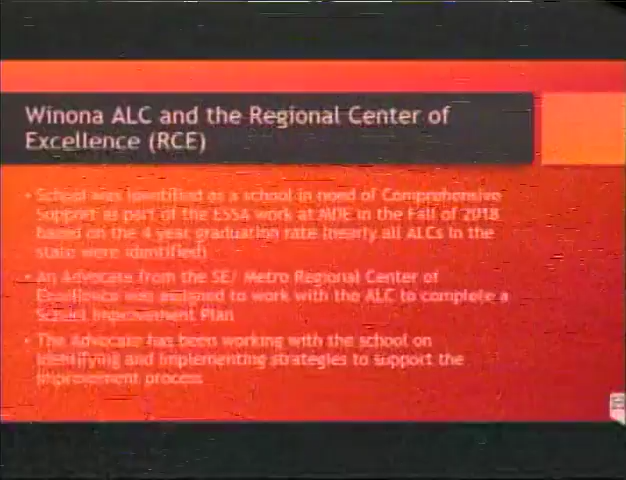 Winona ALC and the Regional Center of
Excellence (RCE)
• School was identified as a school in need of Comprehensive
Support as part of the ESSA work at MDE in the Fall of 2018
based on the 4 year graduation rate (nearly all ALCs in the
state were identified)
• An Advocate from the SE/ Metro Regional Center of
Excellence was assigned to work with the ALC to complete a
School Improvement Plan
• The Advocate has been working with the school on
identifying and implementing strategies to support the
improvement process